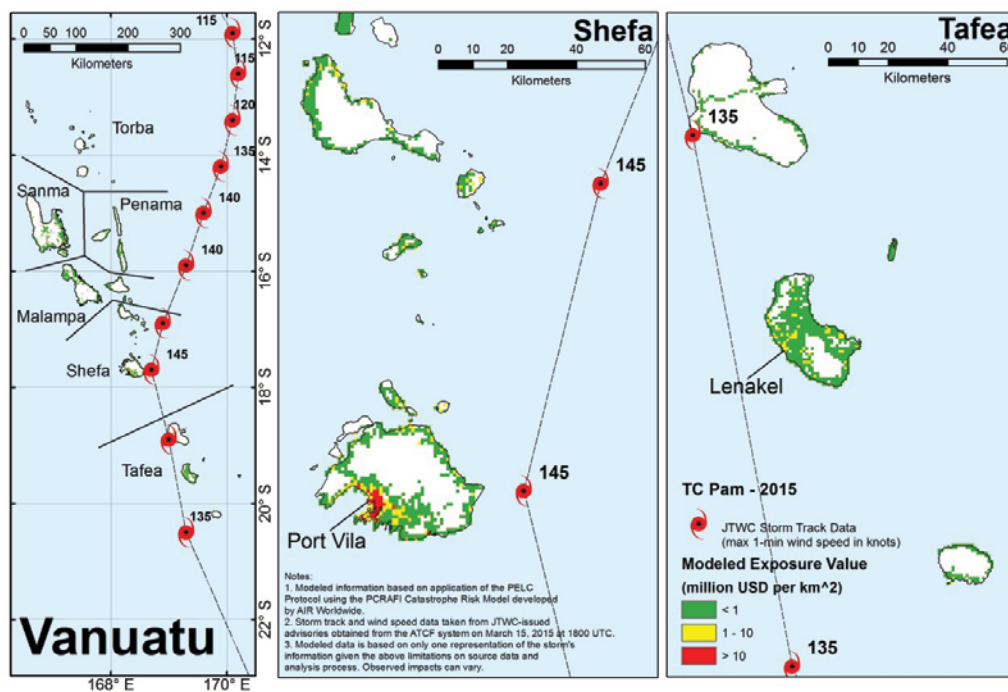 115
0 50 100 200 300
Kilometers
115
120
Torba
135
Sanma
Penama
140
140
Malampa
145
Shefa
Tafea
135
Vanuatu
168° E
170° E
12° S
14° S
16° S
18° S
20° S
22° S
Shefa
0 20 40 60
Kilometers
145
145
Port Vila
Notes:
1. Modeled information based on application of the PELC
Protocol using the PCRAFI Catastrophe Risk Model developed
by AIR Worldwide.
2. Storm track and wind speed data taken from JTWC-issued
advisories obtained from the ATCF system on March 15, 2015 at 1800 UTC.
3. Modeled data is based on only one representation of the storm's
information given the above limitations on source data and
analysis process. Observed impacts can vary.
Tafea
0 20 40 60
Kilometers
135
Lenakel
TC Pam - 2015
JTWC Storm Track Data
(max 1-min wind speed in knots)
Modeled Exposure Value
(million USD per km^2)
< 1
1 - 10
> 10
135